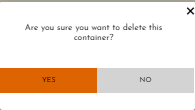 Are you sure you want to delete this
container?
YES NO